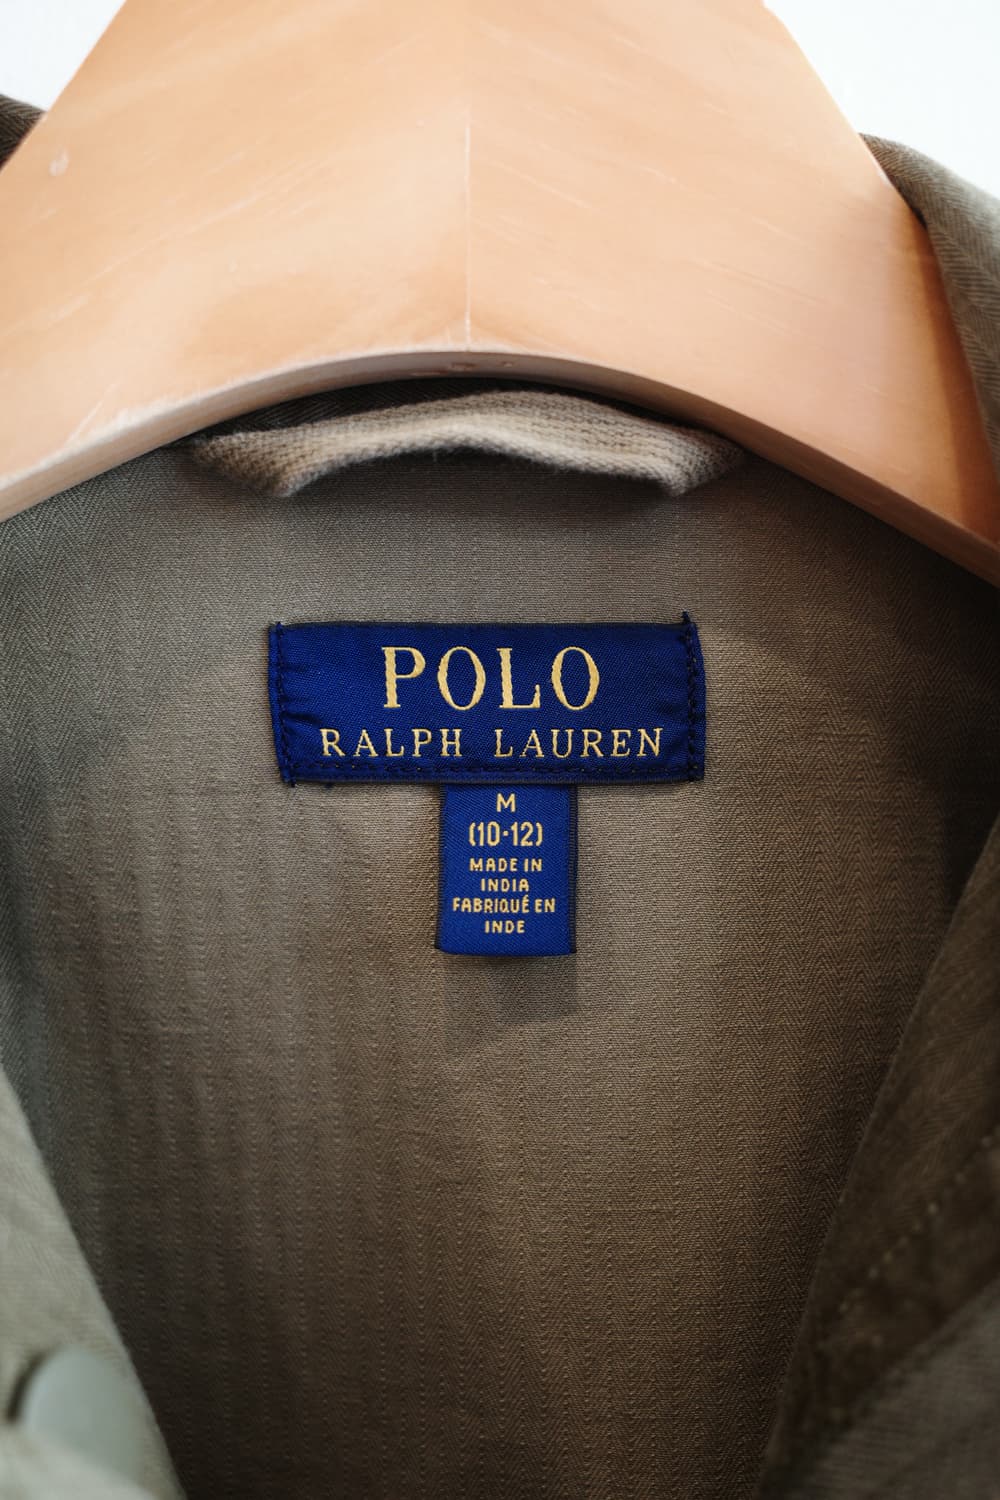 POLO
RALPH LAUREN
M
(10-12)
MADE IN
INDIA
FABRIQUÉ EN
INDE